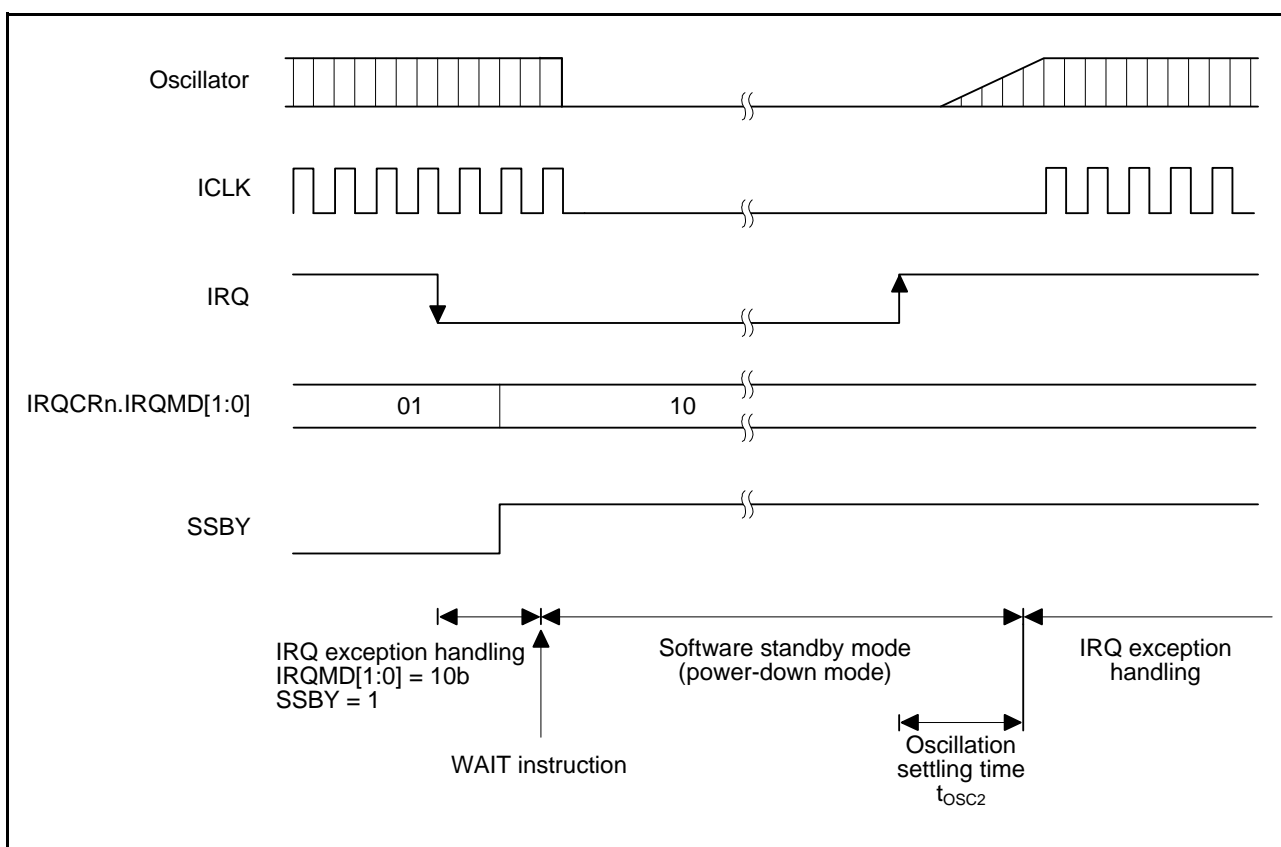 Oscillator
ICLK
IRQ
IRQCRn.IRQMD[1:0]
01
10
SSBY
IRQ exception handling
IRQMD[1:0] = 10b
SSBY = 1
WAIT instruction
Software standby mode
(power-down mode)
Oscillation
settling time
tOSC2
IRQ exception
handling